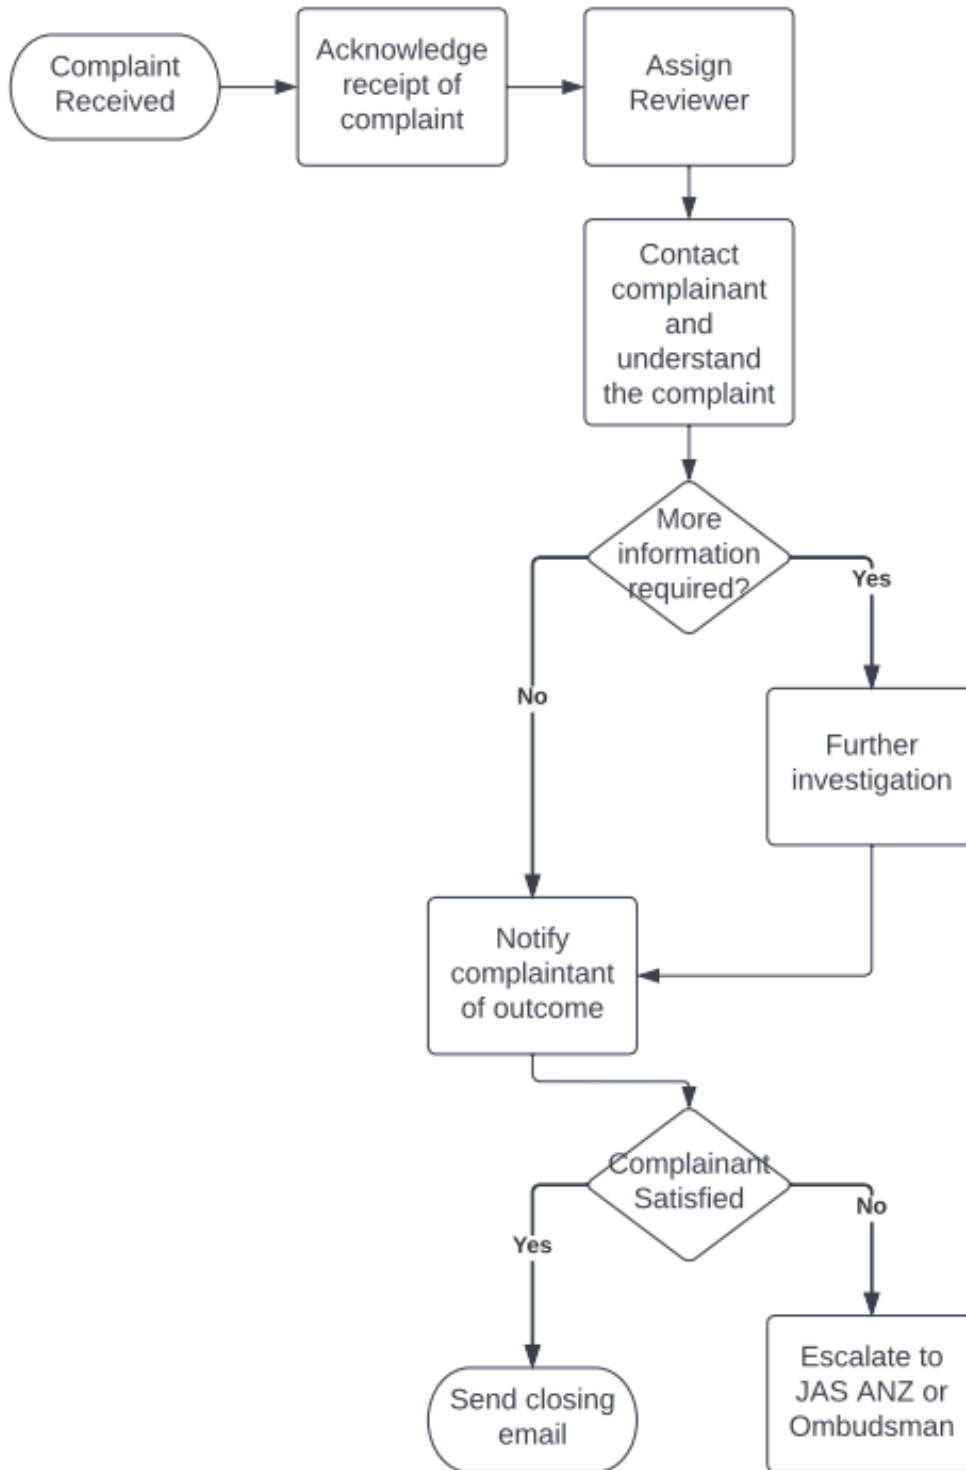 Complaint
Received
Acknowledge
receipt of
complaint
Assign
Reviewer
Contact
complainant
and
understand
the complaint
More
information
required?
Yes
No
Further
investigation
Notify
complaintant
of outcome
Complainant
Satisfied
Yes
No
Send closing
email
Escalate to
JAS ANZ or
Ombudsman